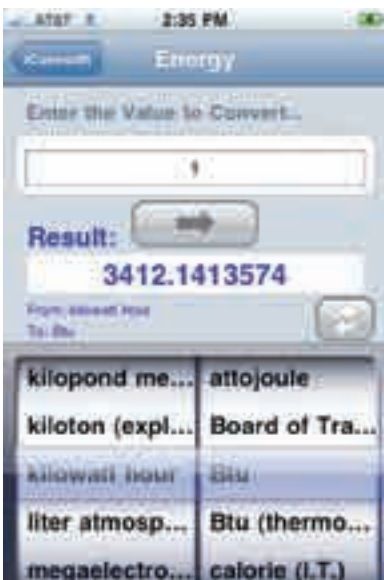 AT&T 2:35 PM
iConvert Energy
Enter the Value to Convert...
1
Result:
3412.1413574
From: kilowatt hour
To: Btu
kilopond me... attojoule
kiloton (expl... Board of Tra...
kilowatt hour Btu
liter atmosp... Btu (thermo...
megaelectro... calorie (I.T.)